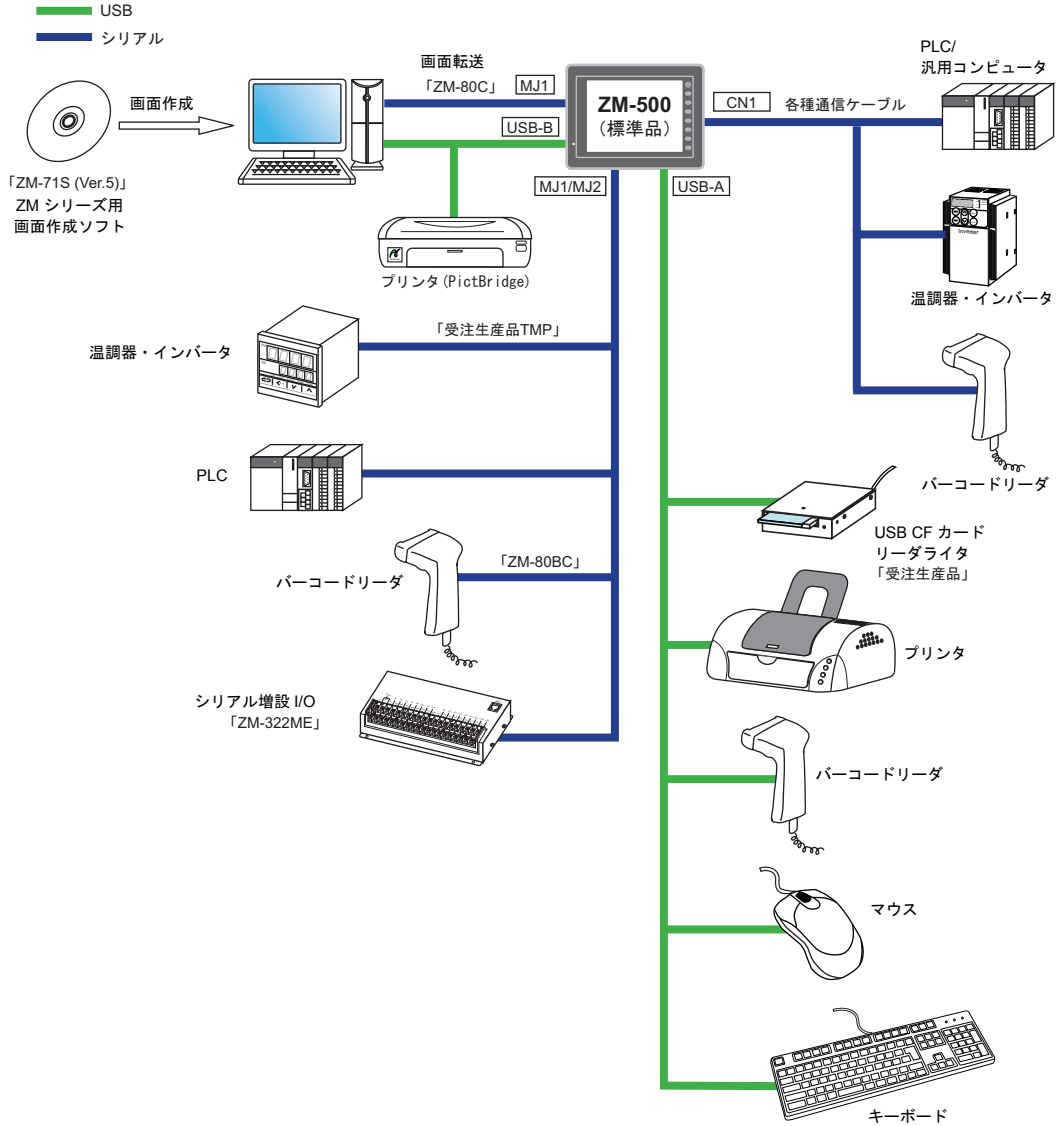 USB
シリアル
画面転送
「ZM-80C」
MJ1
USB-B
ZM-500
(標準品)
CN1
各種通信ケーブル
PLC/
汎用コンピュータ
画面作成
「ZM-71S (Ver.5)」
ZM シリーズ用
画面作成ソフト
MJ1/MJ2
USB-A
プリンタ(PictBridge)
Inverter
温調器・インバータ
「受注生産品TMP」
温調器・インバータ
PLC
バーコードリーダ
USB CF カード
リーダライタ
「受注生産品」
「ZM-80BC」
バーコードリーダ
プリンタ
シリアル増設 I/O
「ZM-322ME」
バーコードリーダ
マウス
キーボード